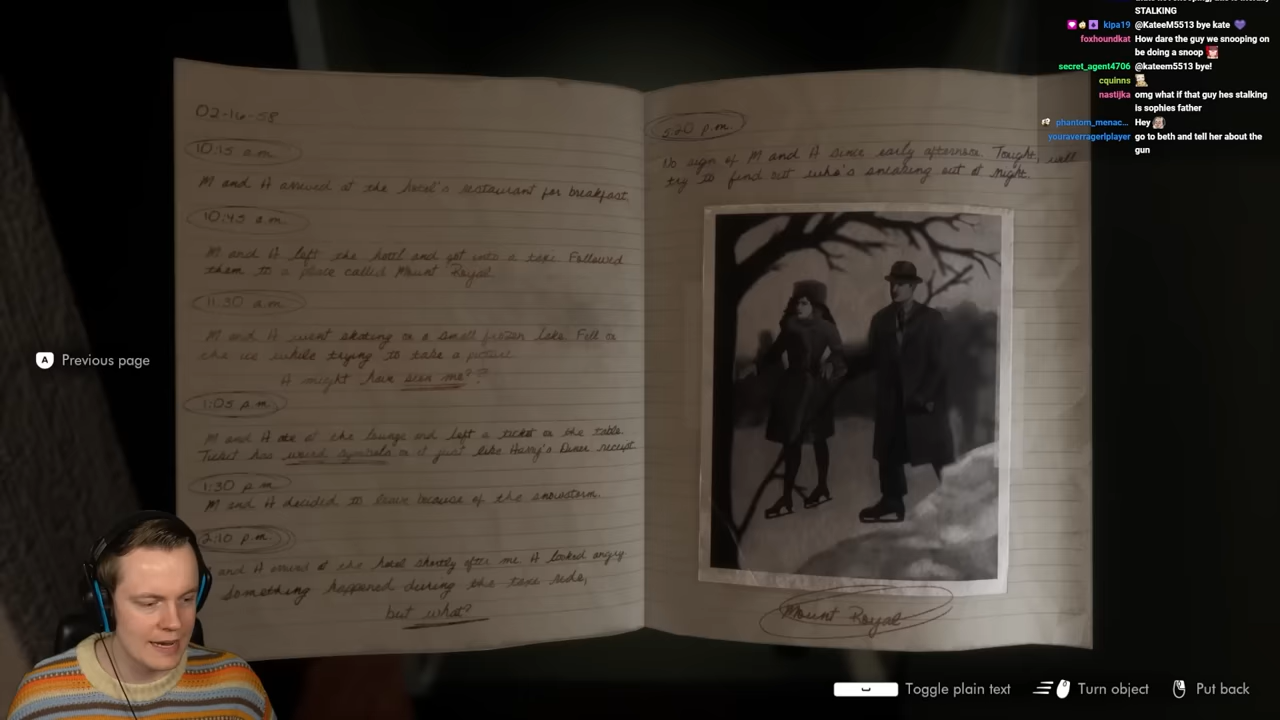 STALKING
kipa19 @KateeM5513 bye kate
foxhoundkat How dare the guy we snooping on
be doing a snoop
secret_agent4706 @kateem5513 bye!
cquinns
nastijka omg what if that guy hes stalking
is sophies father
phantom_menac... Hey
youraverragerlplayer go to beth and tell her about the
gun
02-16-58
10:15 a.m.
M and A arrived at the hotel's restaurant for breakfast.
10:45 a.m.
M and A left the hotel and got into a taxi. Followed
them to a place called Mount Royal.
11:30 a.m.
M and A went skating on a small frozen lake. Fell on
the ice while trying to take a picture.
A might have seen me??
1:05 p.m.
M and A ate at the lounge and left a ticket on the table.
Ticket has weird symbols on it just like Harry's Diner receipt.
1:30 p.m.
M and A decided to leave because of the snowstorm.
2:10 p.m.
and A arrived at the hotel shortly after me. A looked angry
something happened during the taxi ride,
but what?
5:20 p.m.
No sign of M and A since early afternoon. Tonight, will
try to find out who's sneaking out at night.
Mount Royal
A Previous page
Toggle plain text
Turn object
Put back